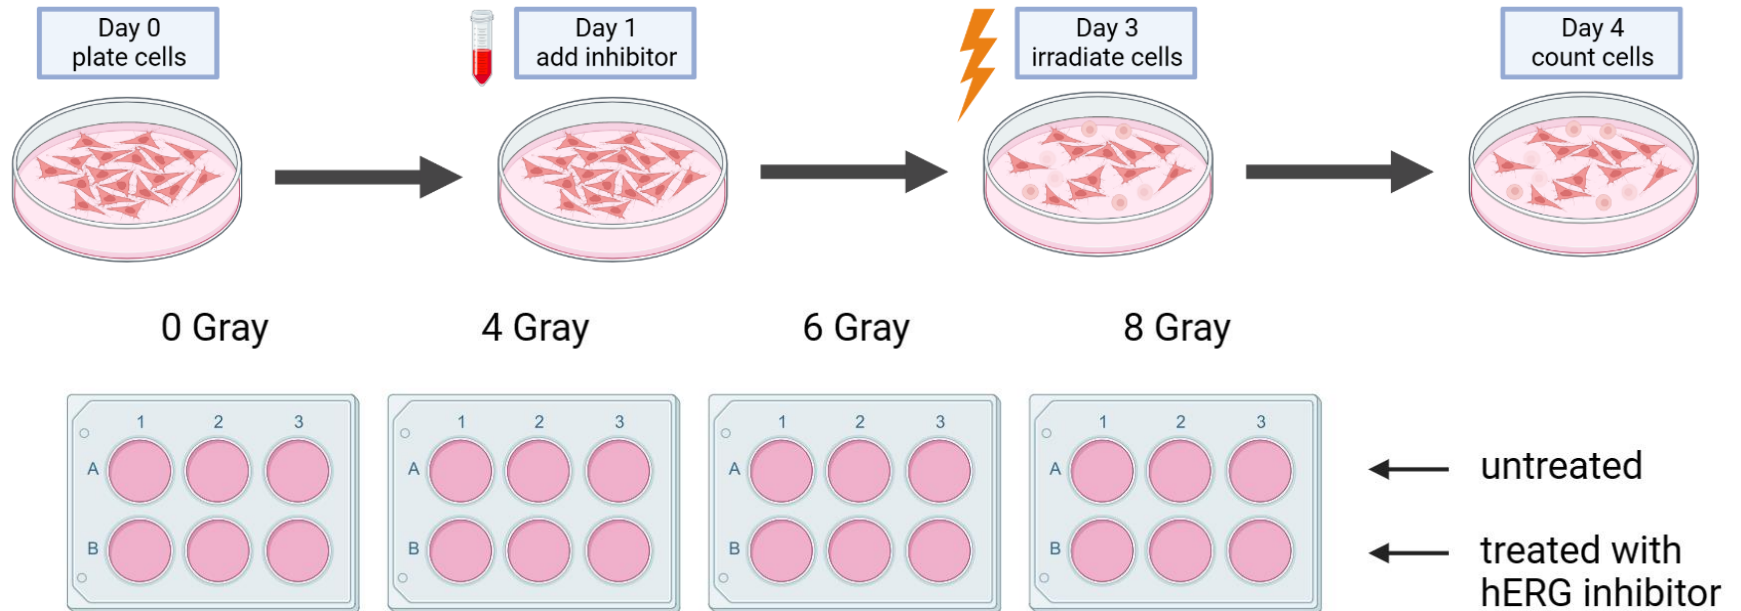 Day 0
plate cells
Day 1
add inhibitor
Day 3
irradiate cells
Day 4
count cells
0 Gray
4 Gray
6 Gray
8 Gray
1 2 3
1 2 3
1 2 3
1 2 3
A
A
A
A
untreated
B
B
B
B
treated with
hERG inhibitor